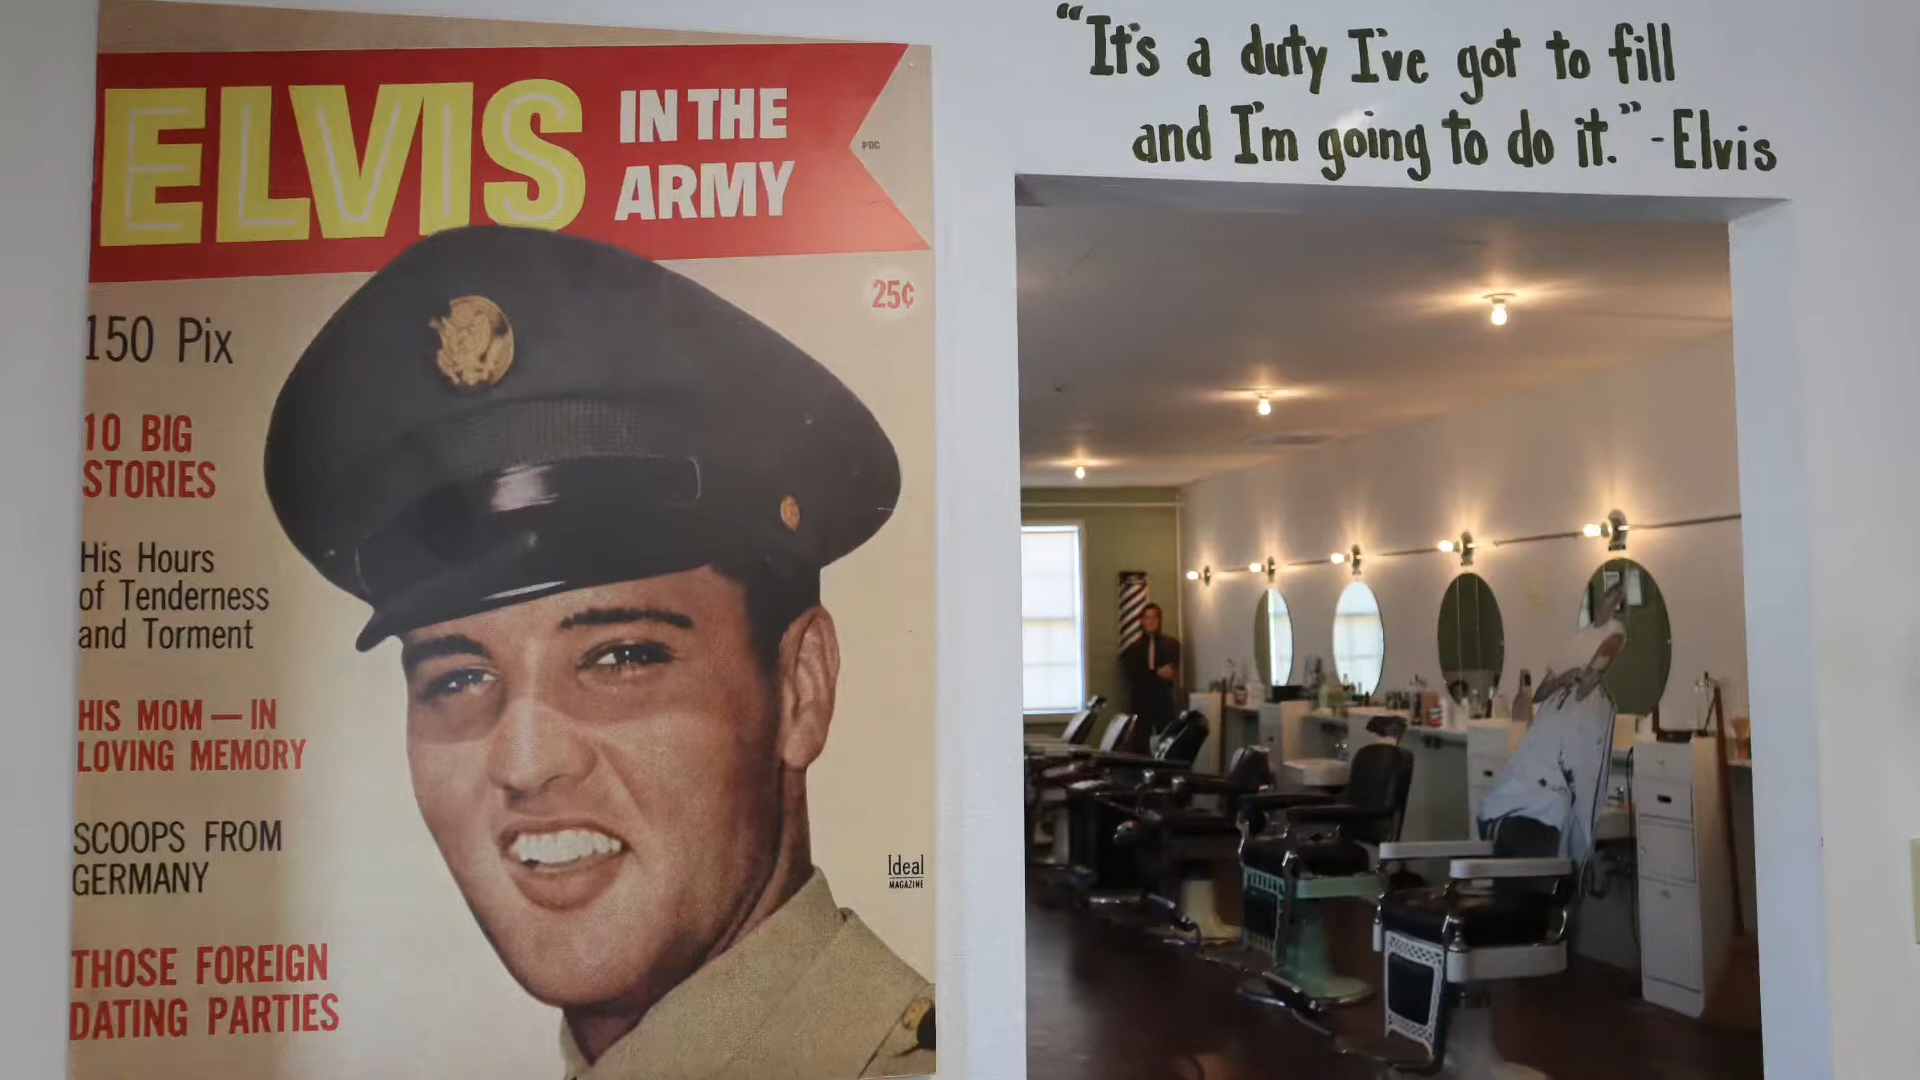 ELVIS IN THE
ARMY
PDC
25¢
150 Pix
10 BIG
STORIES
His Hours
of Tenderness
and Torment
HIS MOM — IN
LOVING MEMORY
SCOOPS FROM
GERMANY
THOSE FOREIGN
DATING PARTIES
Ideal
MAGAZINE
“It's a duty I've got to fill
and I'm going to do it.” - Elvis